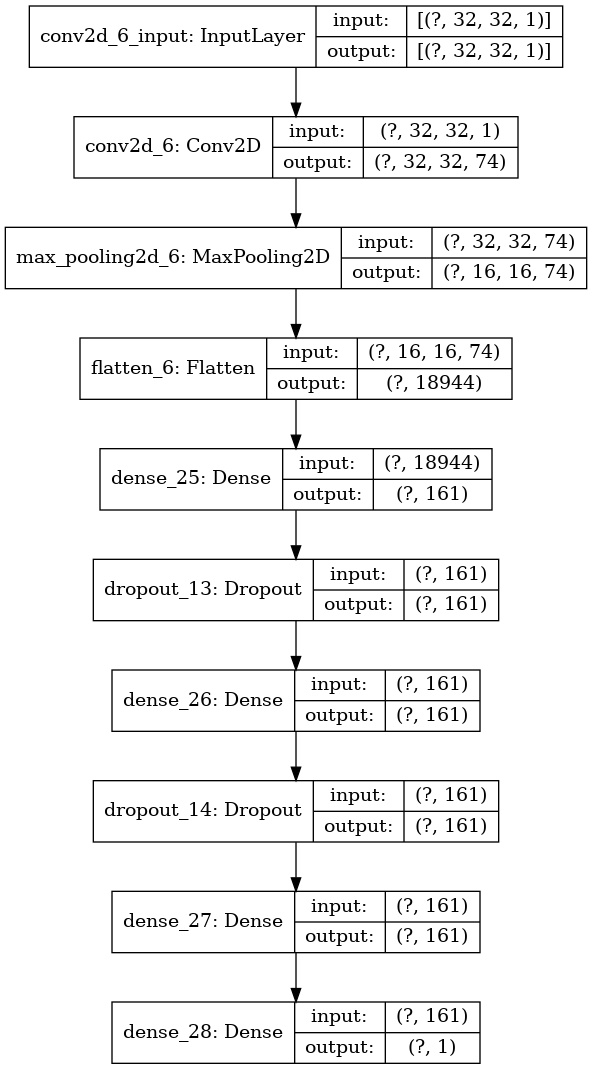 conv2d_6_input: InputLayer
input: [(?, 32, 32, 1)]
output: [(?, 32, 32, 1)]
conv2d_6: Conv2D
input: (?, 32, 32, 1)
output: (?, 32, 32, 74)
max_pooling2d_6: MaxPooling2D
input: (?, 32, 32, 74)
output: (?, 16, 16, 74)
flatten_6: Flatten
input: (?, 16, 16, 74)
output: (?, 18944)
dense_25: Dense
input: (?, 18944)
output: (?, 161)
dropout_13: Dropout
input: (?, 161)
output: (?, 161)
dense_26: Dense
input: (?, 161)
output: (?, 161)
dropout_14: Dropout
input: (?, 161)
output: (?, 161)
dense_27: Dense
input: (?, 161)
output: (?, 161)
dense_28: Dense
input: (?, 161)
output: (?, 1)